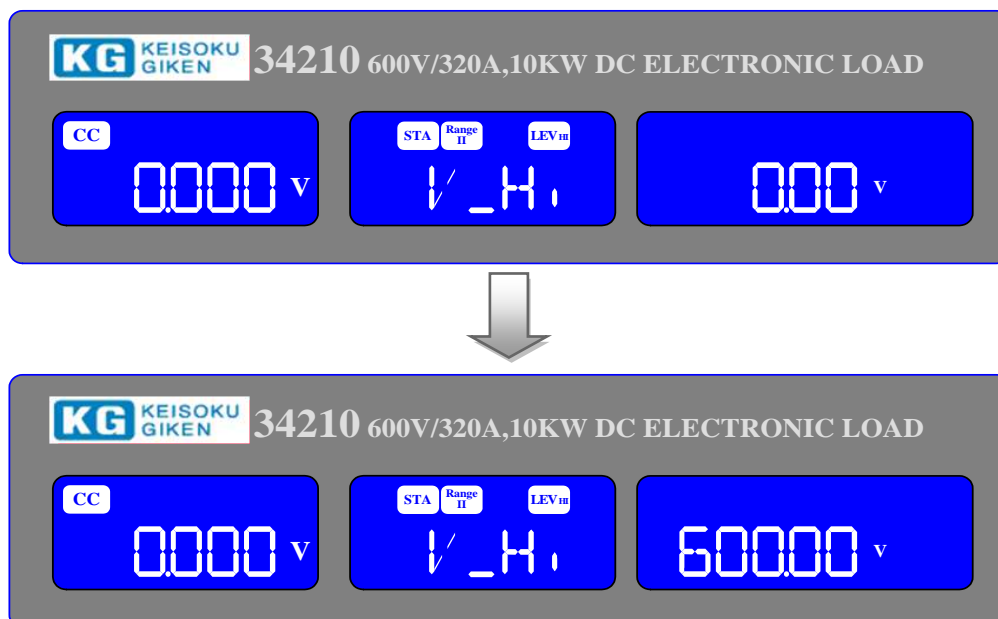 KG KEISOKU GIKEN 34210 600V/320A,10KW DC ELECTRONIC LOAD
CC STA Range II LEV HI
0.000 V V_Hi 0.00 V
KG KEISOKU GIKEN 34210 600V/320A,10KW DC ELECTRONIC LOAD
CC STA Range II LEV HI
0.000 V V_Hi 600.00 V